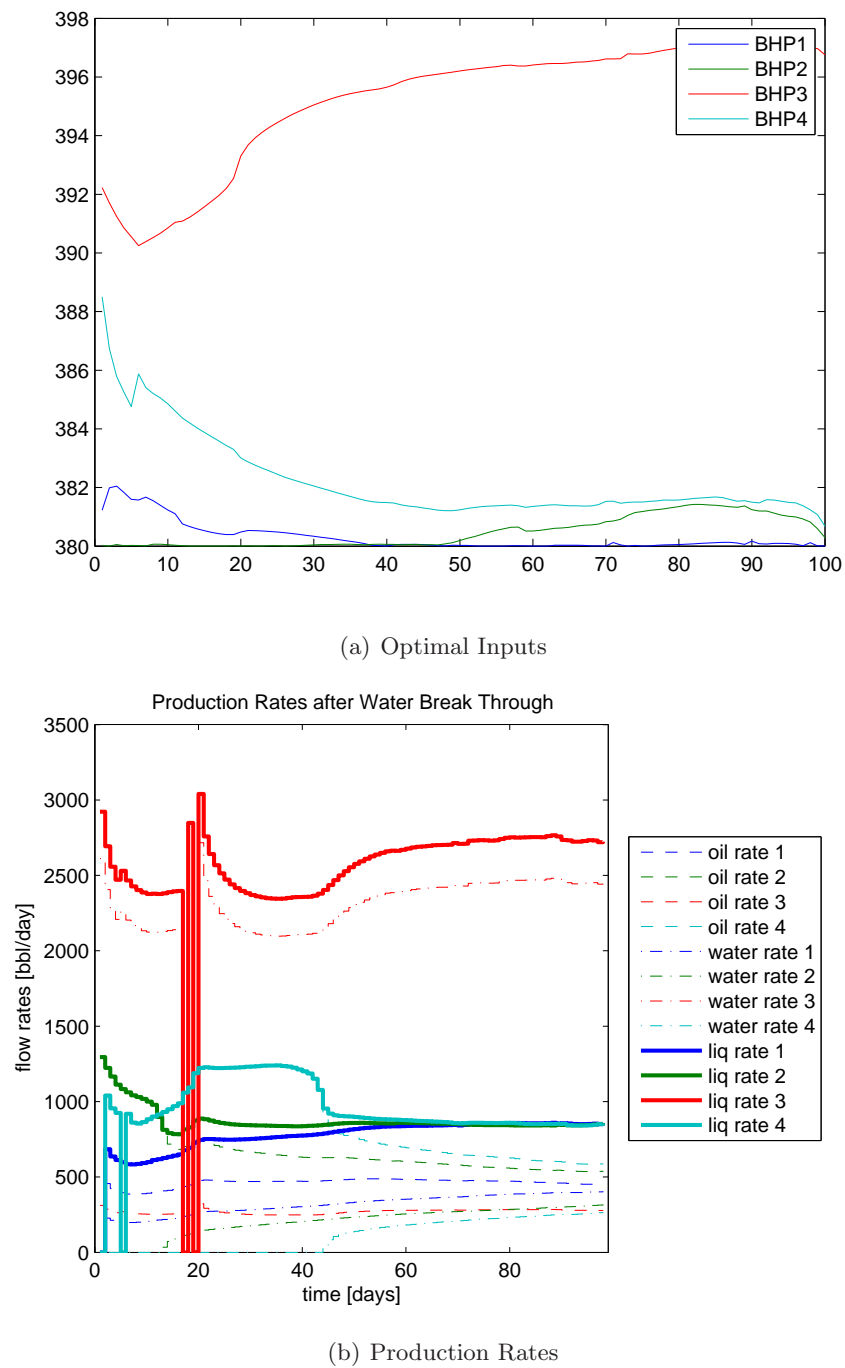 398
396
394
392
390
388
386
384
382
380
0 10 20 30 40 50 60 70 80 90 100
BHP1
BHP2
BHP3
BHP4
(a) Optimal Inputs
Production Rates after Water Break Through
3500
3000
2500
2000
1500
1000
500
0
flow rates [bbl/day]
0 20 40 60 80
time [days]
oil rate 1
oil rate 2
oil rate 3
oil rate 4
water rate 1
water rate 2
water rate 3
water rate 4
liq rate 1
liq rate 2
liq rate 3
liq rate 4
(b) Production Rates